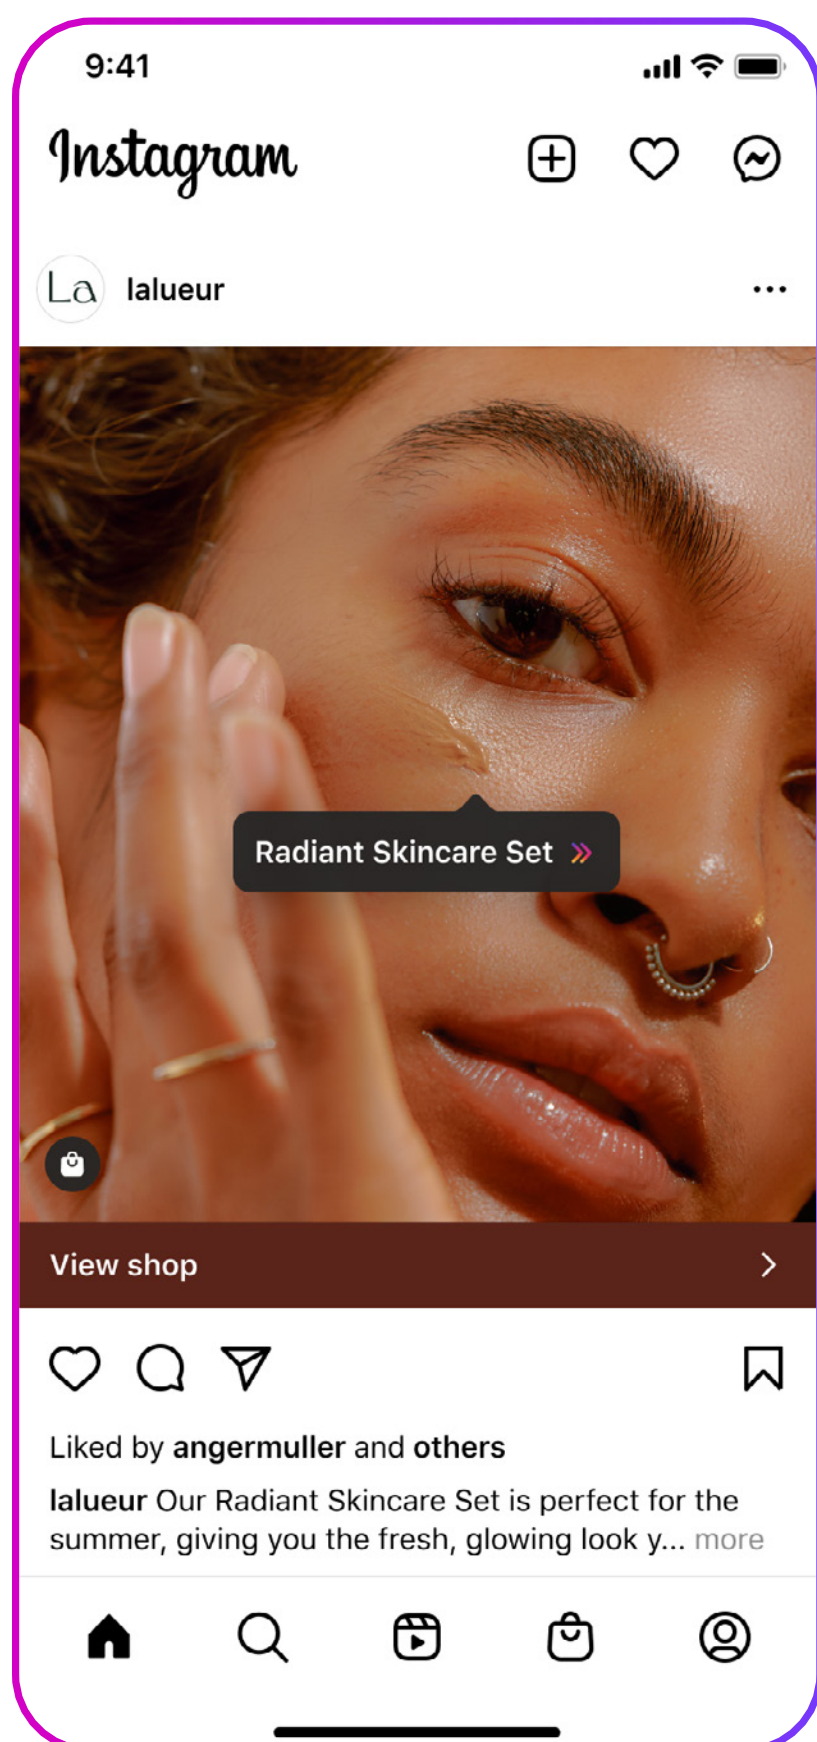 9:41
Instagram
La lalueur
Radiant Skincare Set
View shop
Liked by angermuller and others
lalueur Our Radiant Skincare Set is perfect for the
summer, giving you the fresh, glowing look y... more